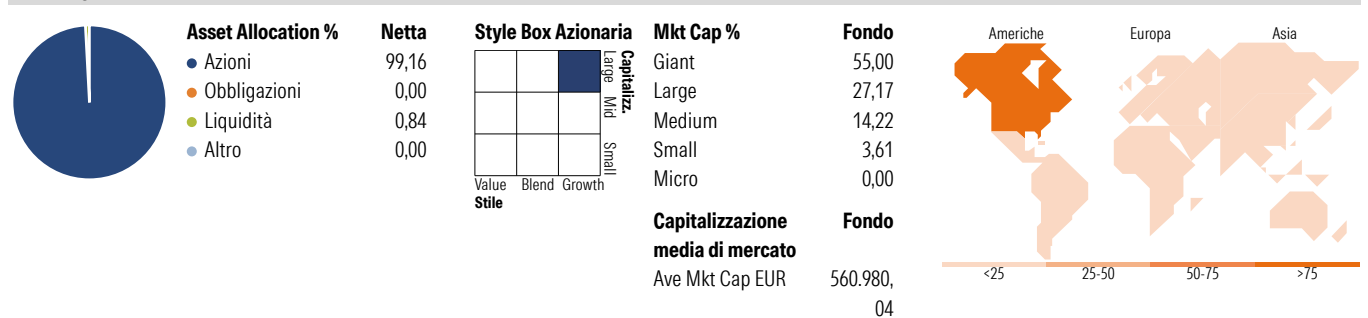 Asset Allocation % Netta
Azioni 99,16
Obbligazioni 0,00
Liquidità 0,84
Altro 0,00
Style Box Azionaria
Capitalizz.
Large
Mid
Small
Value Blend Growth
Stile
Mkt Cap % Fondo
Giant 55,00
Large 27,17
Medium 14,22
Small 3,61
Micro 0,00
Capitalizzazione Fondo
media di mercato
Ave Mkt Cap EUR 560.980,
04
Americhe Europa Asia
<25 25-50 50-75 >75